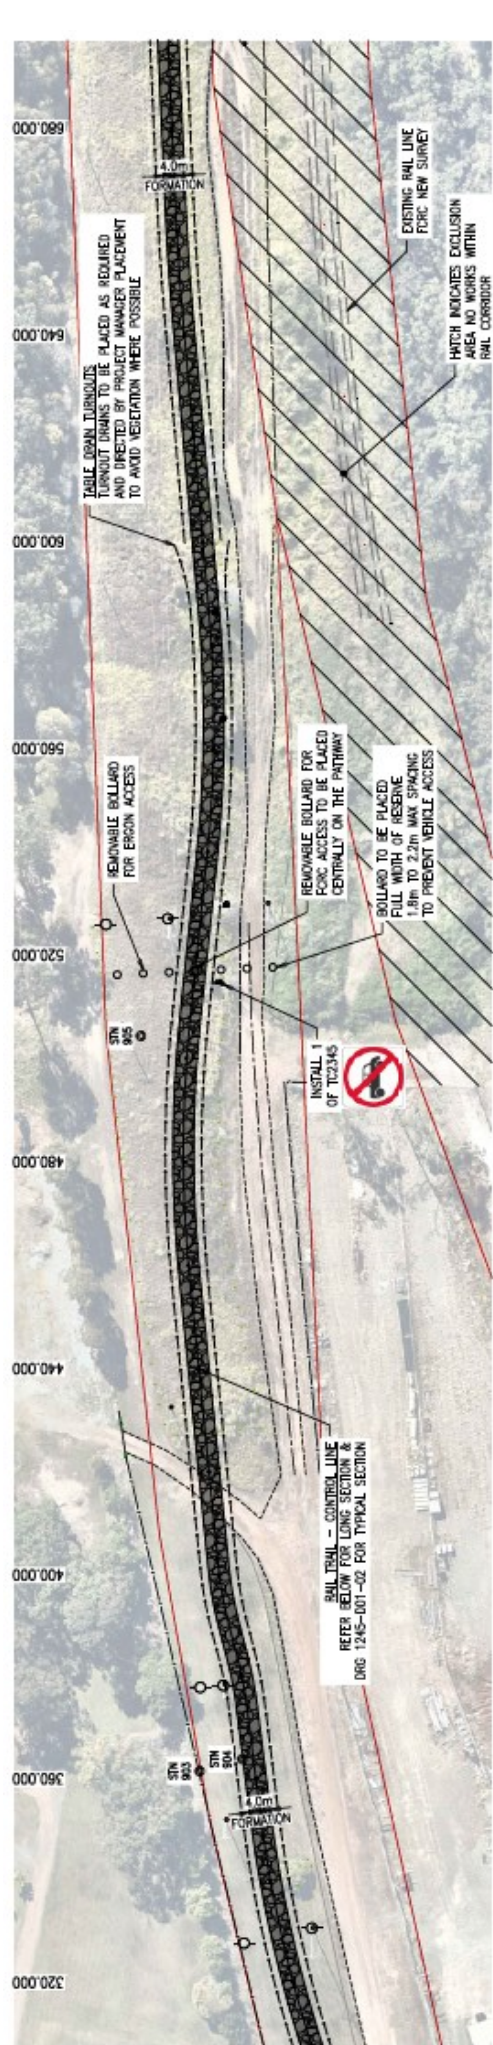 680.000
640.000
600.000
560.000
520.000
480.000
440.000
400.000
360.000
320.000
4.0m
FORMATION
TABLE DRAIN TURNOUTS
TURNOUT DRAINS TO BE PLACED AS REQUIRED
AND DIRECTED BY PROJECT MANAGER PLACEMENT
TO AVOID VEGETATION WHERE POSSIBLE
EXISTING RAIL LINE
FCRC NEW SURVEY
HATCH INDICATES EXCLUSION
AREA NO WORKS WITHIN
RAIL CORRIDOR
REMOVABLE BOLLARD
FOR ERGON ACCESS
REMOVABLE BOLLARD FOR
FCRC ACCESS TO BE PLACED
CENTRALLY ON THE PATHWAY
BOLLARD TO BE PLACED
FULL WIDTH OF RESERVE
1.8m TO 2.2m MAX SPACING
TO PREVENT VEHICLE ACCESS
STN
905
INSTALL 1
OF TC2345
RAIL TRAIL - CONTROL LINE
REFER BELOW FOR LONG SECTION &
DRG 1245-D01-02 FOR TYPICAL SECTION
STN
903
STN
904
4.0m
FORMATION